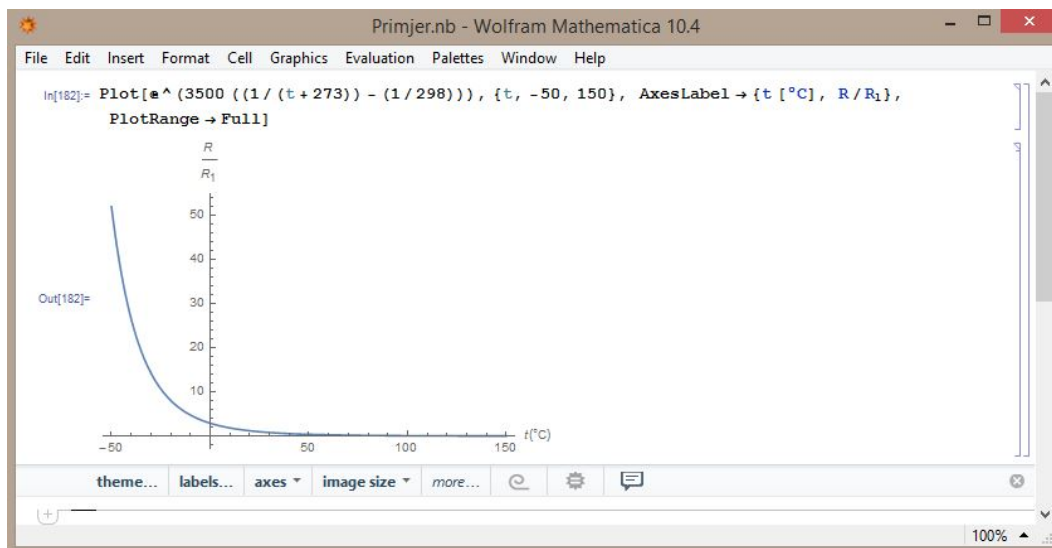 Primjer.nb - Wolfram Mathematica 10.4
File Edit Insert Format Cell Graphics Evaluation Palettes Window Help
In[182]:= Plot[ⅇ^(3500 ((1/(t+273)) - (1/298))), {t, -50, 150}, AxesLabel → {t [°C], R/R₁},
PlotRange → Full]
R
R₁
50
40
Out[182]=
30
20
10
-50 50 100 150 t(°C)
theme... labels... axes image size more...
100%